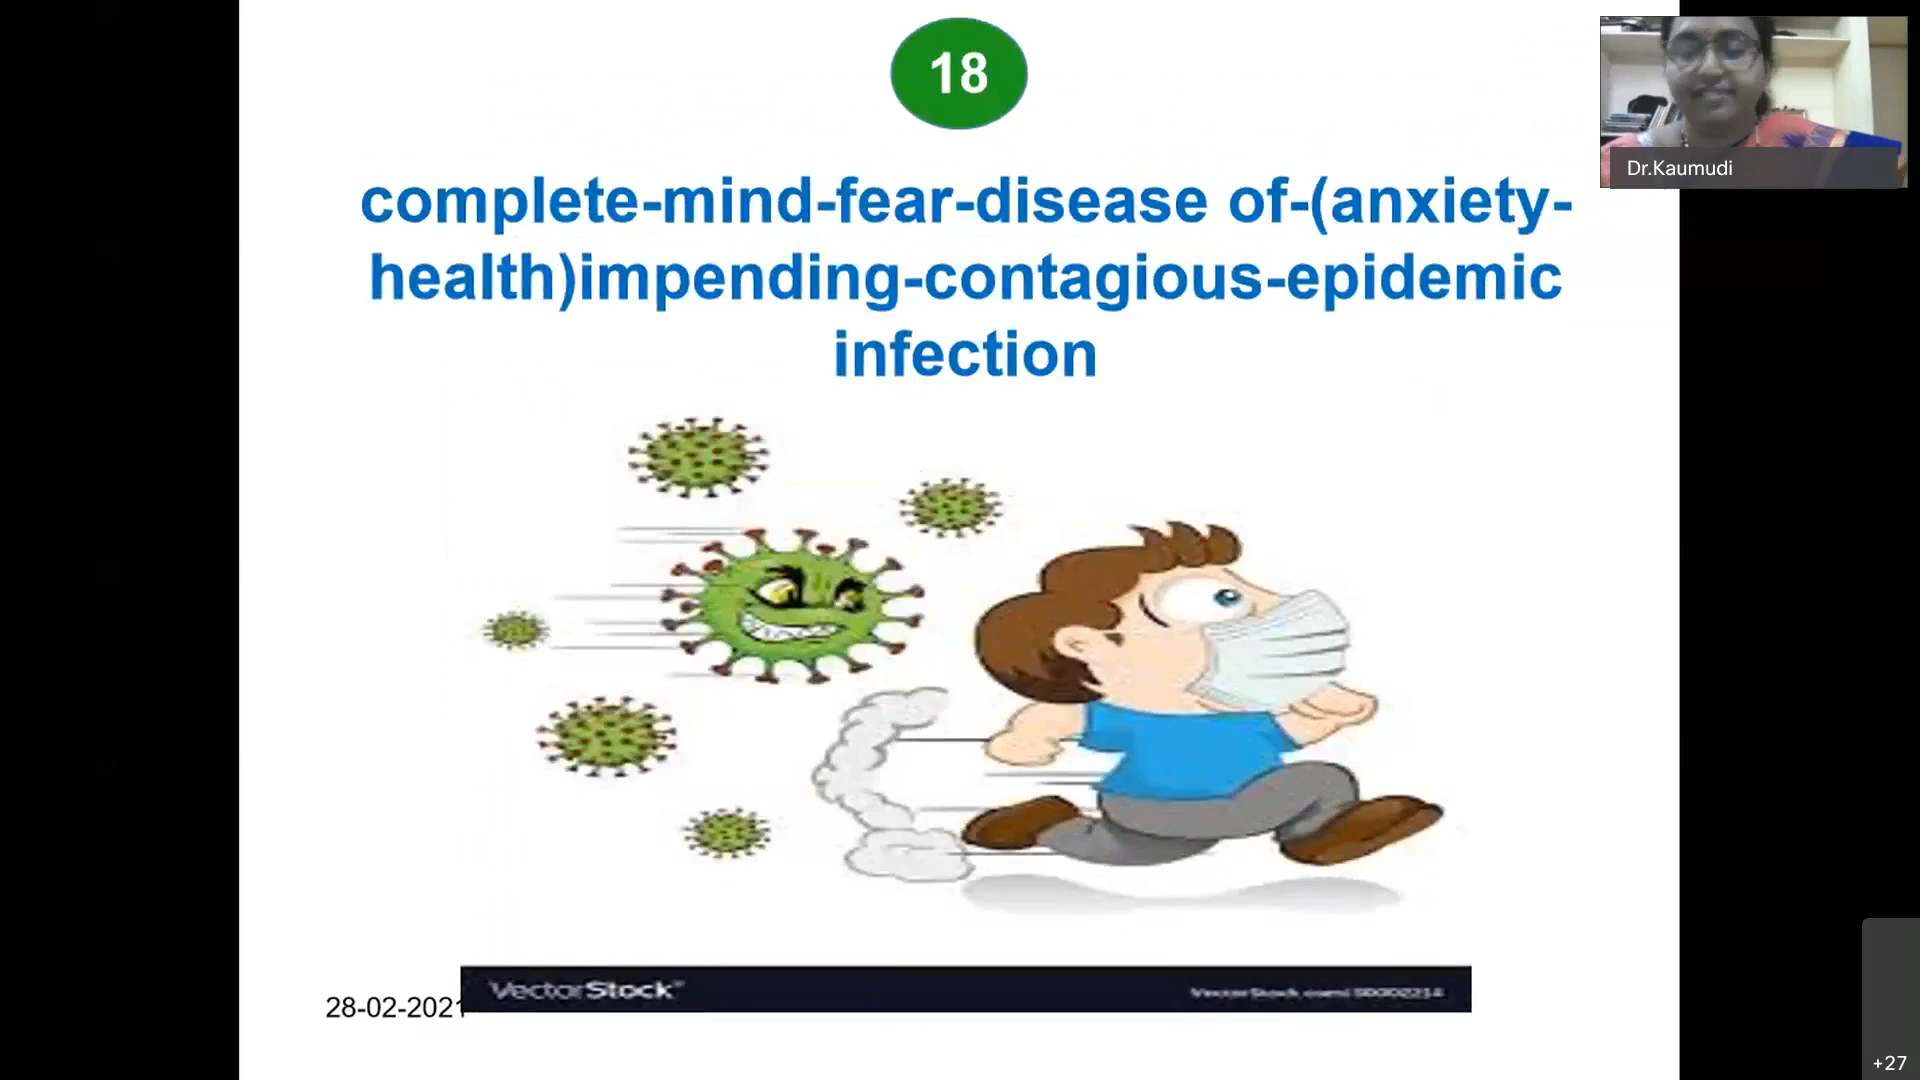 18
Dr.Kaumudi
complete-mind-fear-disease of-(anxiety-
health)impending-contagious-epidemic
infection
VectorStock
28-02-2021
+27